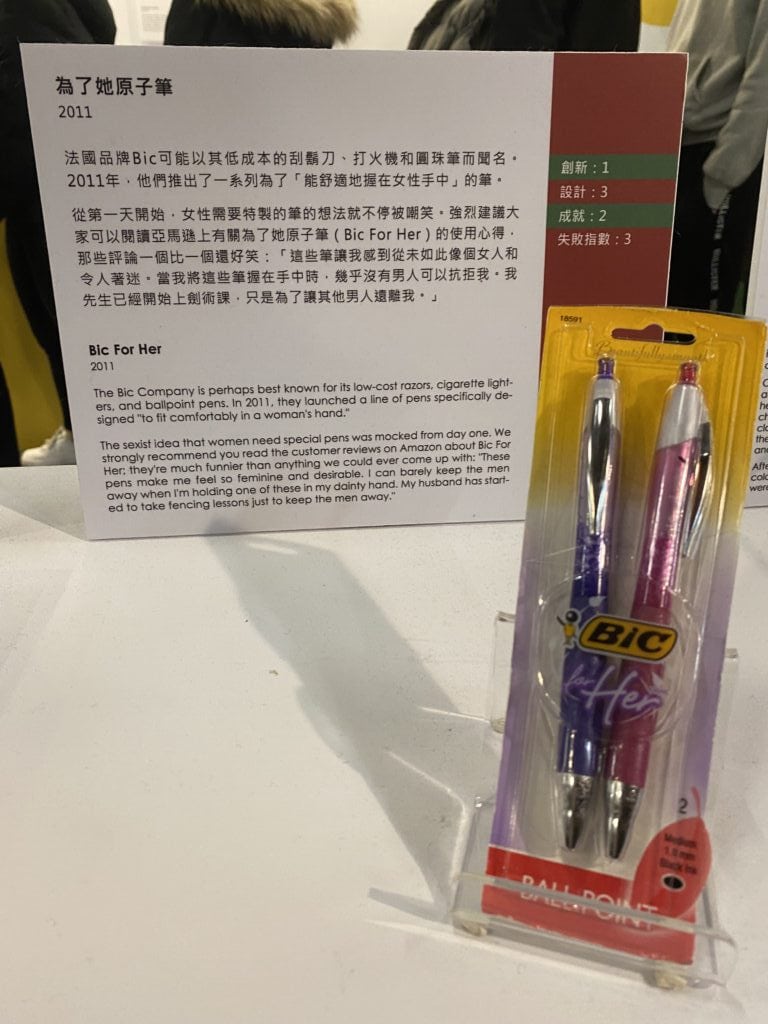 為了她原子筆
2011
法國品牌Bic可能以其低成本的刮鬍刀、打火機和圓珠筆而聞名。
2011年，他們推出了一系列為了「能舒適地握在女性手中」的筆。
從第一天開始，女性需要特製的筆的想法就不停被嘲笑。強烈建議大
家可以閱讀亞馬遜上有關為了她原子筆（Bic For Her）的使用心得，
那些評論一個比一個還好笑：「這些筆讓我感到從未如此像個女人和
令人著迷。當我將這些筆握在手中時，幾乎沒有男人可以抗拒我。我
先生已經開始上劍術課，只是為了讓其他男人遠離我。」
Bic For Her
2011
The Bic Company is perhaps best known for its low-cost razors, cigarette light-
ers, and ballpoint pens. In 2011, they launched a line of pens specifically de-
signed "to fit comfortably in a woman's hand."
The sexist idea that women need special pens was mocked from day one. We
strongly recommend you read the customer reviews on Amazon about Bic For
Her; they're much funnier than anything we could ever come up with: "These
pens make me feel so feminine and desirable. I can barely keep the men
away when I'm holding one of these in my dainty hand. My husband has start-
ed to take fencing lessons just to keep the men away."
創新：1
設計：3
成就：2
失敗指數：3
18591
Beautifully smooth
BiC
for Her
2
Medium
1.0 mm
Black Ink
BALL POINT